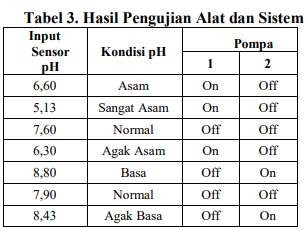 Tabel 3. Hasil Pengujian Alat dan Sistem
Input Sensor pH Kondisi pH Pompa
1 2
6,60 Asam On Off
5,13 Sangat Asam On Off
7,60 Normal Off Off
6,30 Agak Asam On Off
8,80 Basa Off On
7,90 Normal Off Off
8,43 Agak Basa Off On